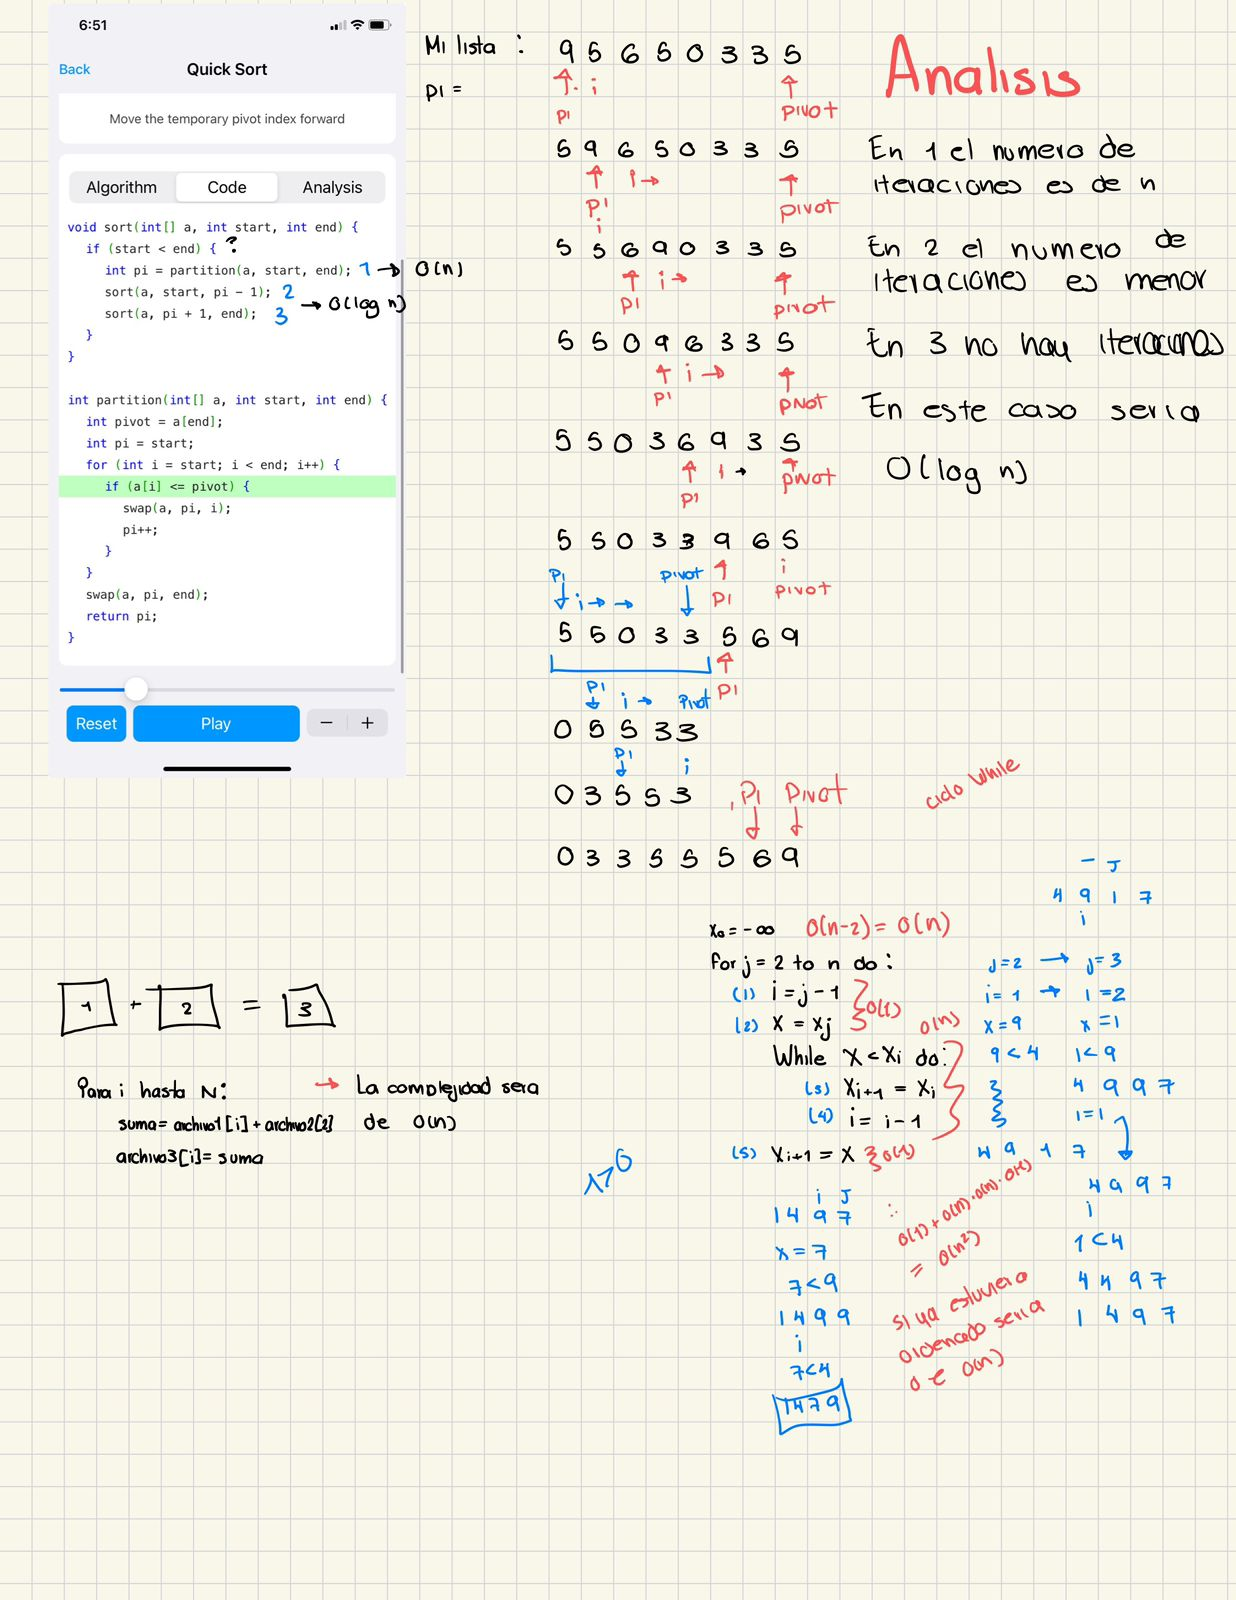 6:51
Back
Quick Sort
Move the temporary pivot index forward
Algorithm Code Analysis
void sort(int[] a, int start, int end) {
if (start < end) { ?
int pi = partition(a, start, end); 1 → O(n)
sort(a, start, pi - 1); 2
→ O(log n)
sort(a, pi + 1, end); 3
}
}
int partition(int[] a, int start, int end) {
int pivot = a[end];
int pi = start;
for (int i = start; i < end; i++) {
if (a[i] <= pivot) {
swap(a, pi, i);
pi++;
}
}
swap(a, pi, end);
return pi;
}
Reset
Play
− +
Mi lista : 9 5 6 5 0 3 3 5
PI =
↑ i ↑
PI Pivot
5 9 6 5 0 3 3 5
↑ i→ ↑
PI pivot
i
5 5 6 9 0 3 3 5
↑ i→ ↑
PI pivot
5 5 0 9 6 3 3 5
↑ i→ ↑
PI pivot
5 5 0 3 6 9 3 5
↑ i→ ↑
PI pivot
5 5 0 3 3 9 6 5
PI pivot ↑ i
↓ i→→ ↓ PI pivot
5 5 0 3 3 5 6 9
↑
PI i→ Pivot PI
↓
0 5 5 3 3
PI
↓ i
0 3 5 5 3 PI Pivot
↓ ↓
0 3 3 5 5 5 6 9
Analisis
En 1 el numero de
iteraciones es de n
En 2 el numero de
iteraciones es menor
En 3 no hay iteraciones
En este caso seria
O(log n)
ciclo while
1 + 2 = 3
Para i hasta N:
suma= archivo1[i]+archivo2[2]
archivo3[i]= suma
→ La complejidad sera
de O(n)
x₀ = -∞ O(n-2) = O(n)
For j = 2 to n do:
(1) i = j - 1
O(1)
(2) X = Xj
O(n)
While X < Xi do:
(3) Xi+1 = Xi
(4) i = i - 1
(5) Xi+1 = X } O(1)
∴
O(1) + O(n)·O(n)·O(1)
= O(n²)
si ya estuviera
ordenado seria
O(n)
i J
1 4 9 7
x = 7
7 < 9
1 4 9 9
i
7 < 4
1 4 7 9
– J
4 9 1 7
i
J=2 → J=3
i=1 → i=2
x=9 x=1
9 < 4 1 < 9
4 9 9 7
i=1
4 9 1 7
4 9 9 7
i
1 < 4
4 4 9 7
1 4 9 7